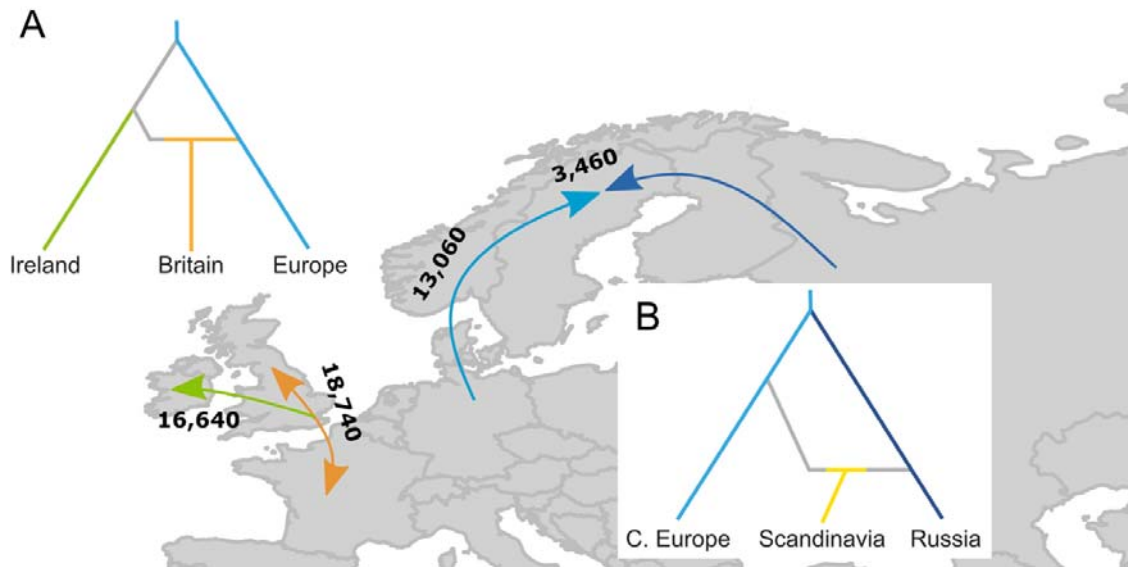 A
Ireland
Britain
Europe
3,460
13,060
18,740
16,640
B
C. Europe
Scandinavia
Russia